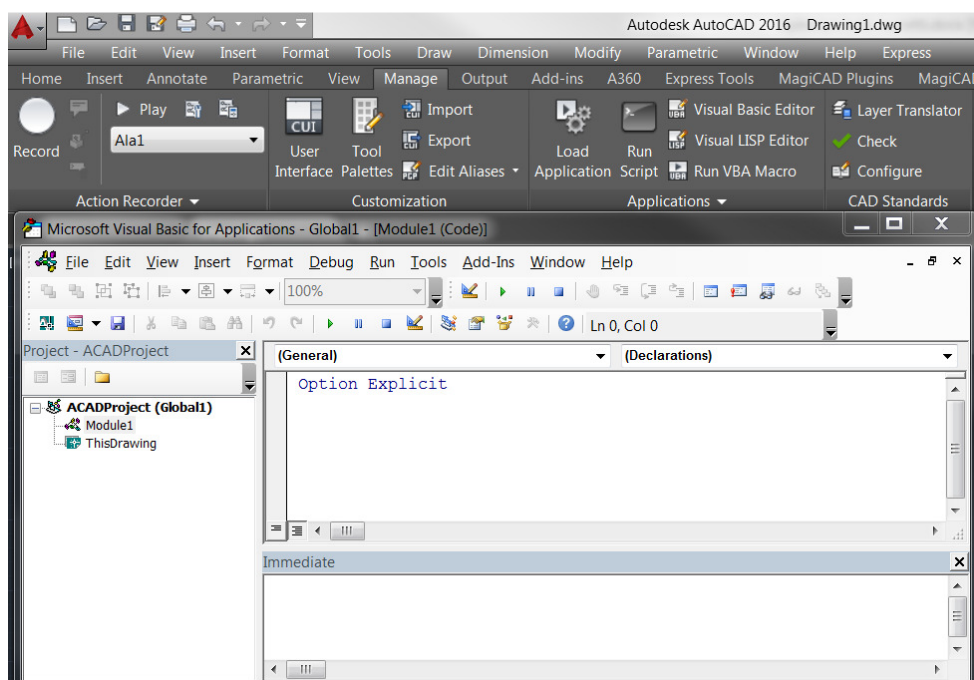 Autodesk AutoCAD 2016 Drawing1.dwg
File Edit View Insert Format Tools Draw Dimension Modify Parametric Window Help Express
Home Insert Annotate Parametric View Manage Output Add-ins A360 Express Tools MagiCAD Plugins MagiCA
Play CUI Import Visual Basic Editor Layer Translator
Ala1 Export Visual LISP Editor Check
Record User Interface Tool Palettes Edit Aliases Load Application Run Script Run VBA Macro Configure
Action Recorder Customization Applications CAD Standards
Microsoft Visual Basic for Applications - Global1 - [Module1 (Code)]
File Edit View Insert Format Debug Run Tools Add-Ins Window Help
100%
Ln 0, Col 0
Project - ACADProject
(General) (Declarations)
Option Explicit
ACADProject (Global1)
Module1
ThisDrawing
Immediate